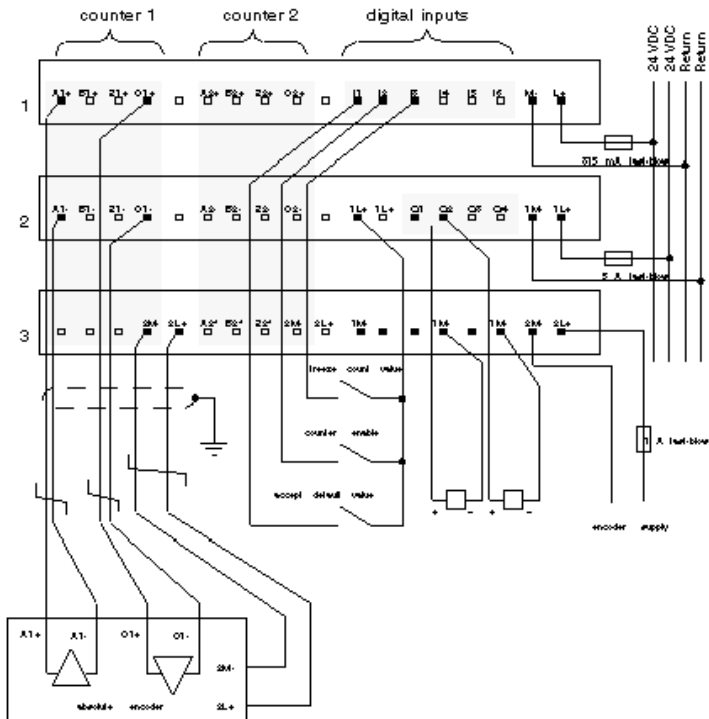 counter 1 counter 2 digital inputs
24 VDC
24 VDC
Return
Return
A1+ B1+ Z1+ O1+ A2+ B2+ Z2+ O2+ I1 I2 I3 I4 I5 I6 M- L+
1
315 mA fast-blow
A1- B1- Z1- O1- A2- B2- Z2- O2- 1L+ 1L+ Q1 Q2 Q3 Q4 1M- 1L+
2
5 A fast-blow
2M- 2L+ A2* B2* Z2* 2M- 2L+ 1M- 1M- 1M- 2M- 2L+
3
freeze count value
counter enable
1 A fast-blow
accept default value
+ - + -
encoder supply
A1+ A1- O1+ O1-
2M-
absolute encoder 2L+